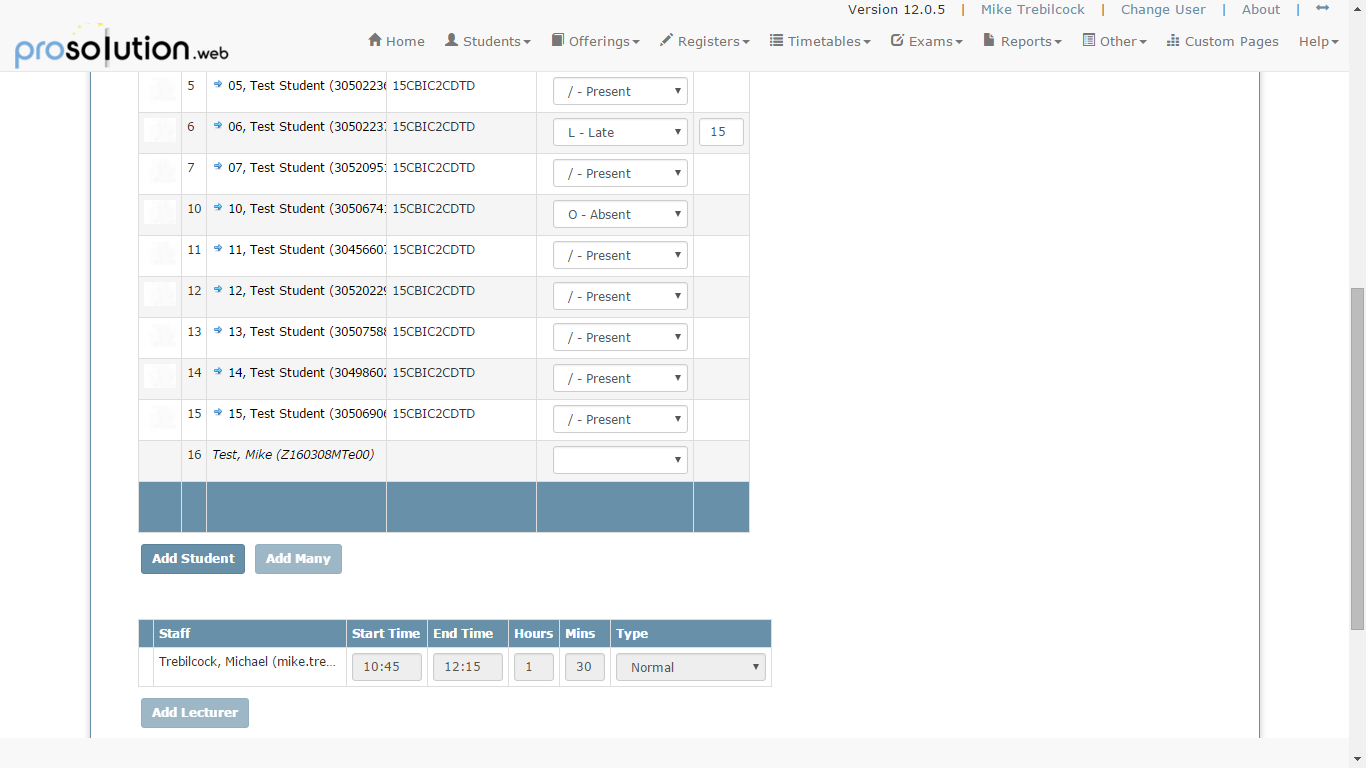 Version 12.0.5 | Mike Trebilcock | Change User | About |
prosolution.web Home Students Offerings Registers Timetables Exams Reports Other Custom Pages Help
5 05, Test Student (3050223 15CBIC2CDTD / - Present
6 06, Test Student (3050223 15CBIC2CDTD L - Late 15
7 07, Test Student (3052095 15CBIC2CDTD / - Present
10 10, Test Student (3050674 15CBIC2CDTD O - Absent
11 11, Test Student (3045660 15CBIC2CDTD / - Present
12 12, Test Student (3052022 15CBIC2CDTD / - Present
13 13, Test Student (3050758 15CBIC2CDTD / - Present
14 14, Test Student (3049860 15CBIC2CDTD / - Present
15 15, Test Student (3050690 15CBIC2CDTD / - Present
16 Test, Mike (Z160308MTe00)
Add Student Add Many
Staff Start Time End Time Hours Mins Type
Trebilcock, Michael (mike.tre... 10:45 12:15 1 30 Normal
Add Lecturer